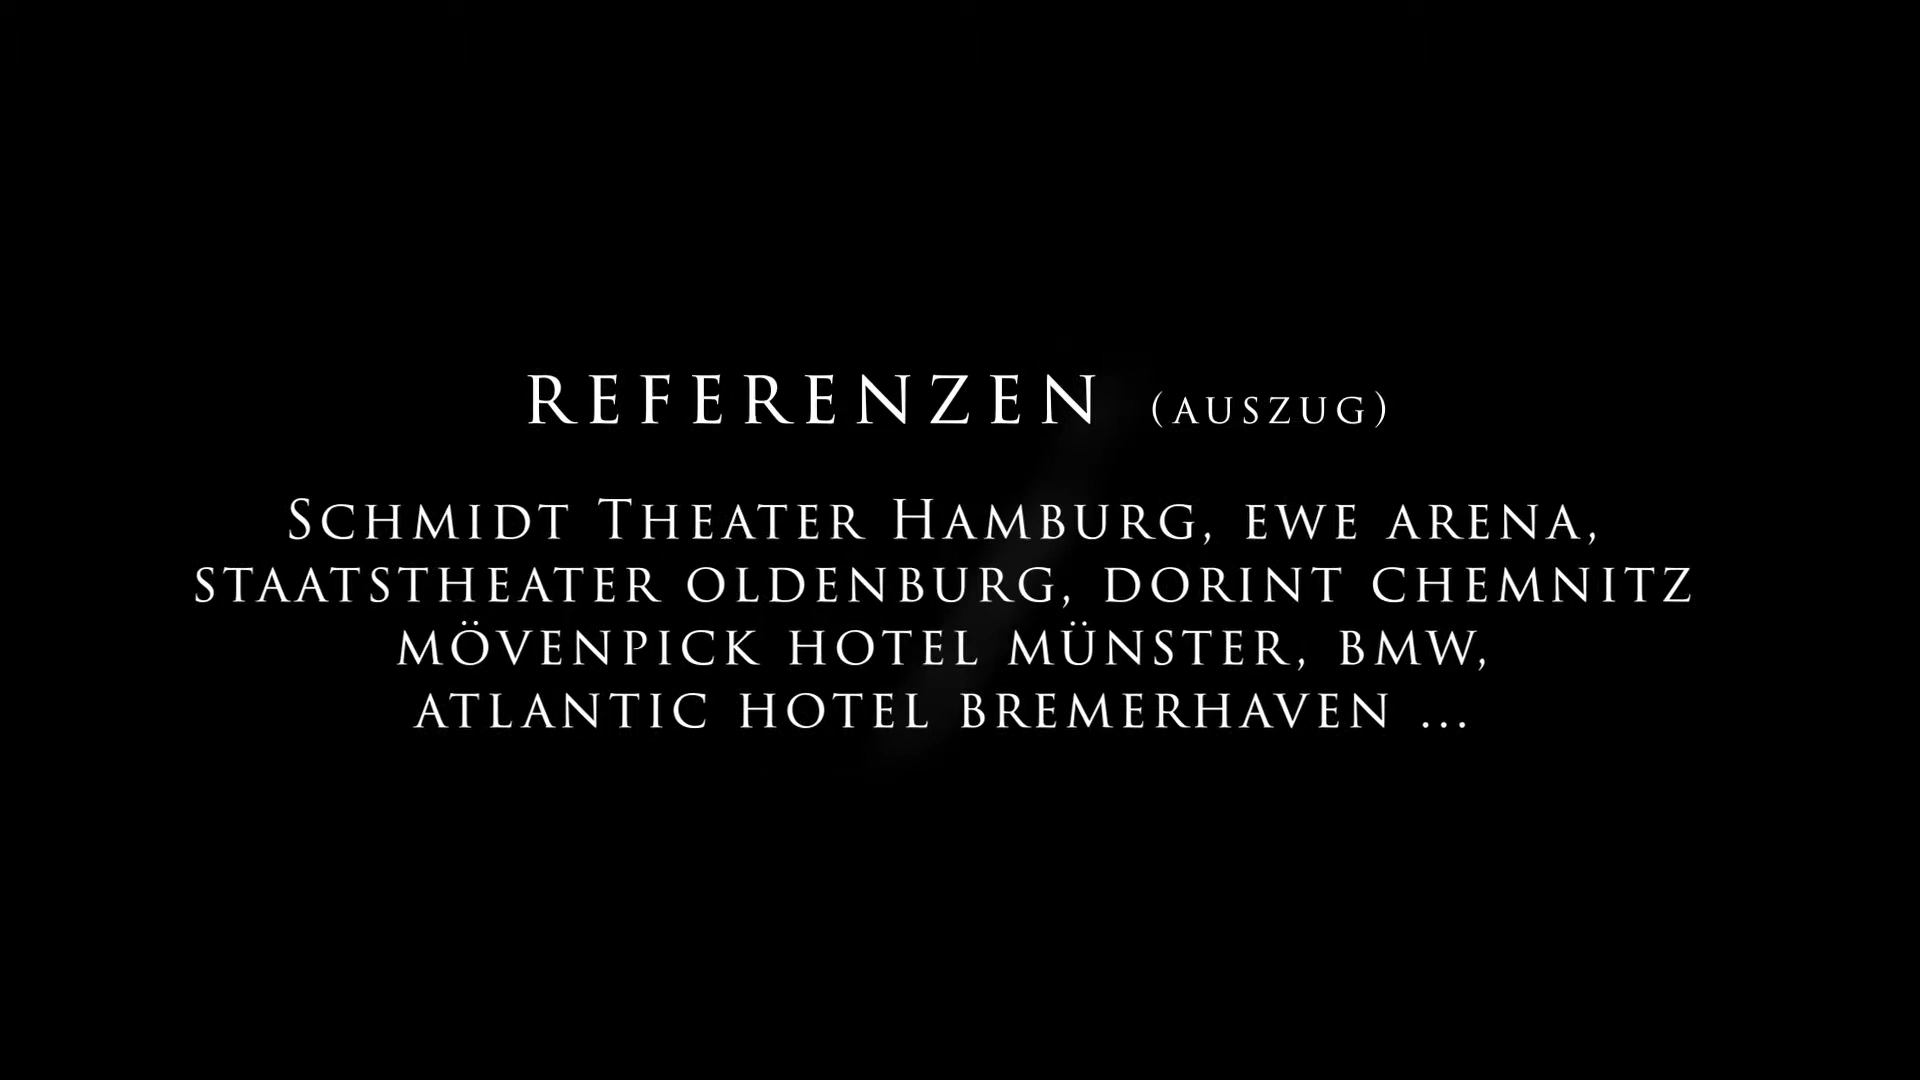 REFERENZEN (AUSZUG)
SCHMIDT THEATER HAMBURG, EWE ARENA,
STAATSTHEATER OLDENBURG, DORINT CHEMNITZ
MÖVENPICK HOTEL MÜNSTER, BMW,
ATLANTIC HOTEL BREMERHAVEN ...